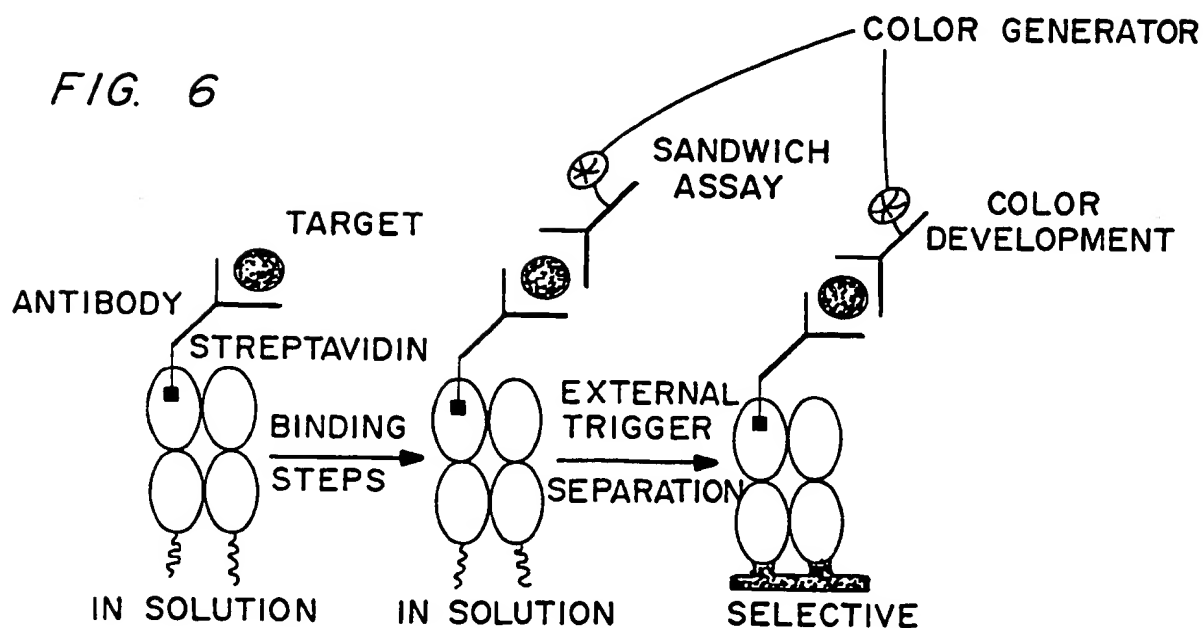 FIG. 6
COLOR GENERATOR
SANDWICH
ASSAY
COLOR
DEVELOPMENT
TARGET
ANTIBODY
STREPTAVIDIN
BINDING
STEPS
EXTERNAL
TRIGGER
SEPARATION
IN SOLUTION
IN SOLUTION
SELECTIVE